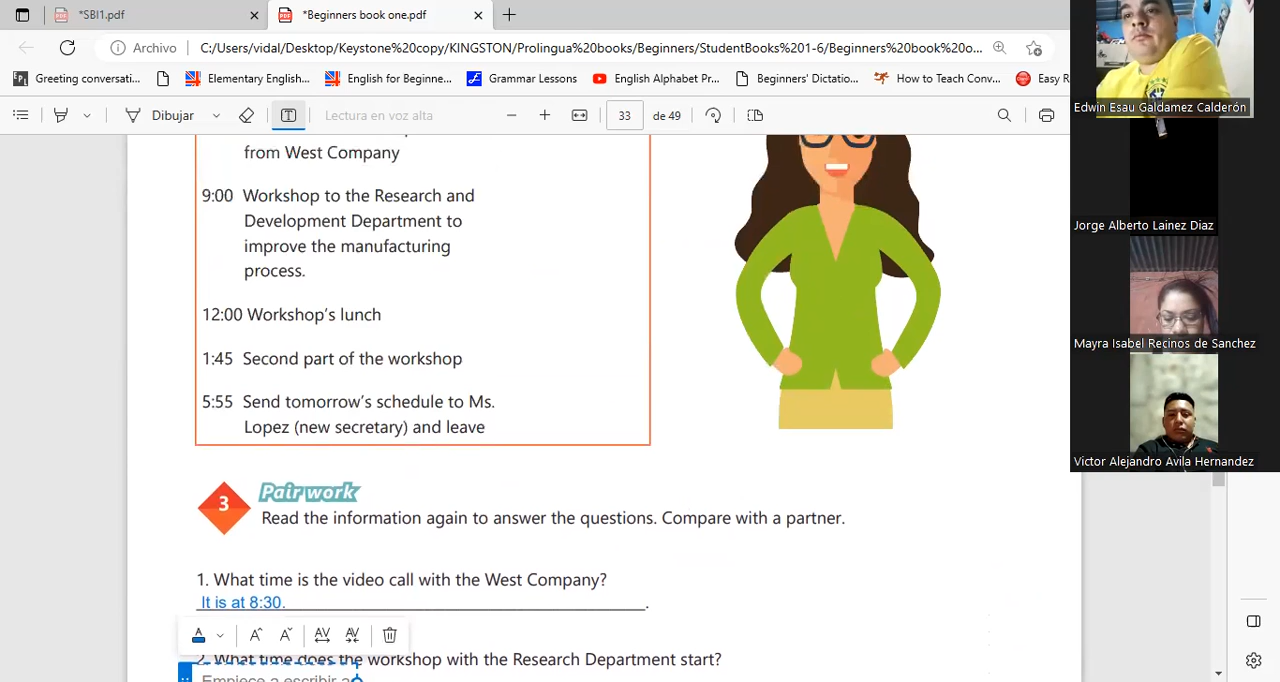 *SBI1.pdf
*Beginners book one.pdf
Archivo
C:/Users/vidal/Desktop/Keystone%20corp/KINGSTON/Prolingua%20books/Beginners/StudentBooks%201-6/Beginners%20book%20o...
Greeting conversati...
Elementary English...
English for Beginne...
Grammar Lessons
English Alphabet Pr...
Beginners' Dictatio...
How to Teach Conv...
Easy R
Dibujar
Lectura en voz alta
33
de 49
from West Company
9:00 Workshop to the Research and
Development Department to
improve the manufacturing
process.
12:00 Workshop's lunch
1:45 Second part of the workshop
5:55 Send tomorrow's schedule to Ms.
Lopez (new secretary) and leave
3
Pair work
Read the information again to answer the questions. Compare with a partner.
1. What time is the video call with the West Company?
It is at 8:30.
2. What time does the workshop with the Research Department start?
Empiece a escribir a
Edwin Esau Galdamez Calderón
Jorge Alberto Lainez Diaz
Mayra Isabel Recinos de Sanchez
Victor Alejandro Avila Hernandez